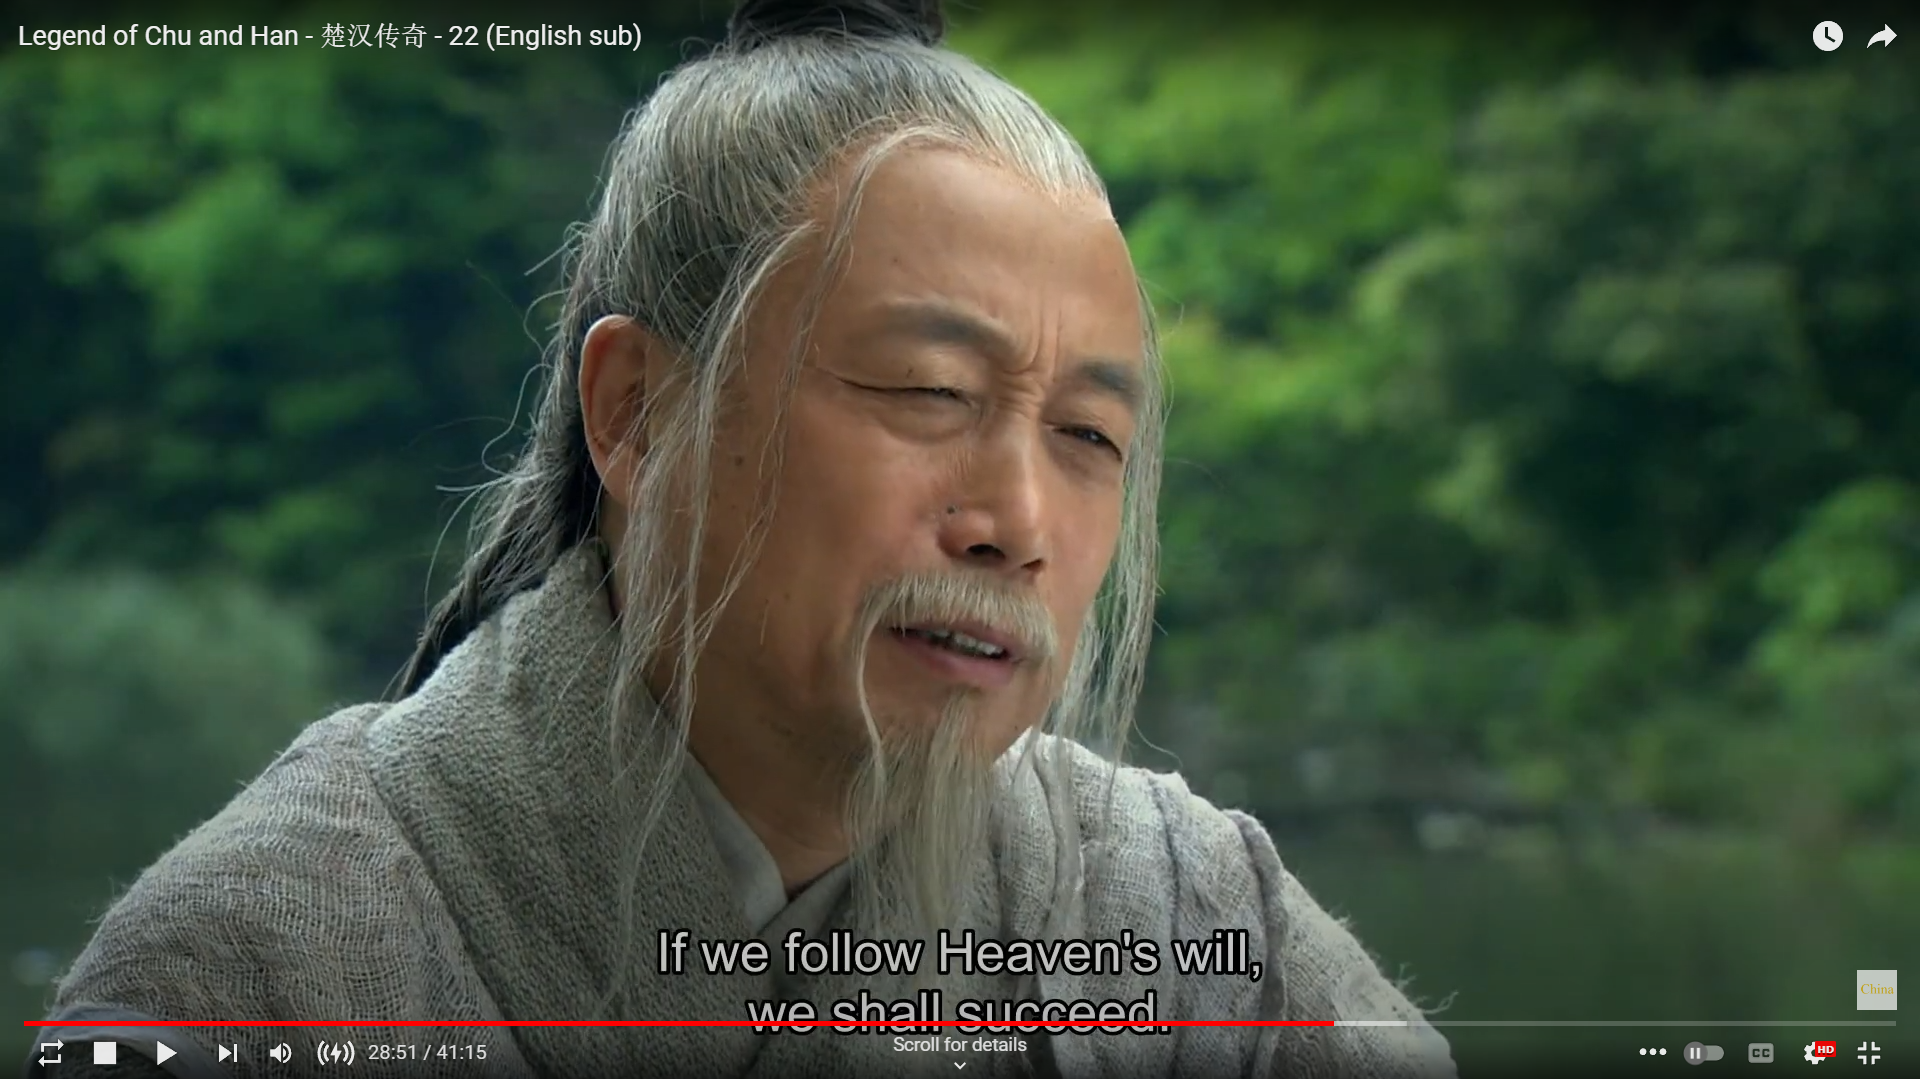 Legend of Chu and Han - 楚汉传奇 - 22 (English sub)
If we follow Heaven's will,
we shall succeed.
China
28:51 / 41:15
Scroll for details
CC
HD